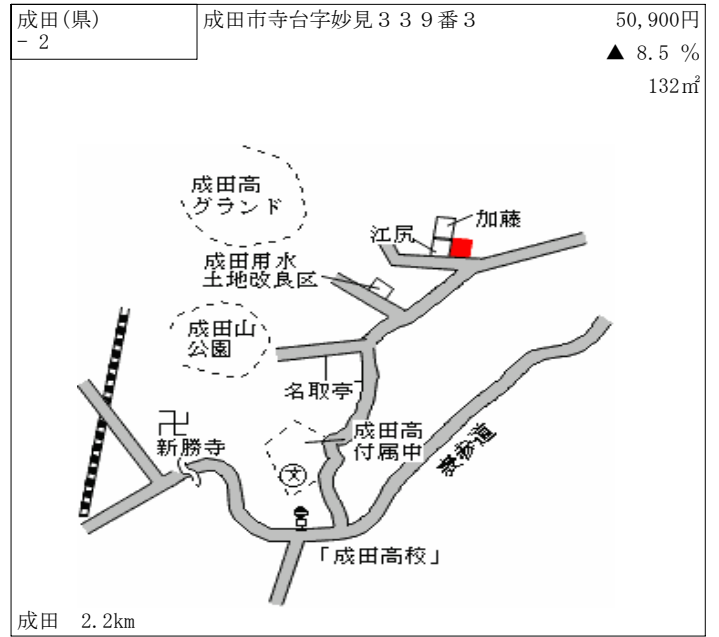 成田(県)
- 2
成田市寺台字妙見３３９番３
50,900円
▲ 8.5 %
132㎡
成田高
グランド
加藤
江尻
成田用水
土地改良区
成田山
公園
名取亭
卍
新勝寺
成田高
付属中
文
表参道
「成田高校」
成田 2.2km